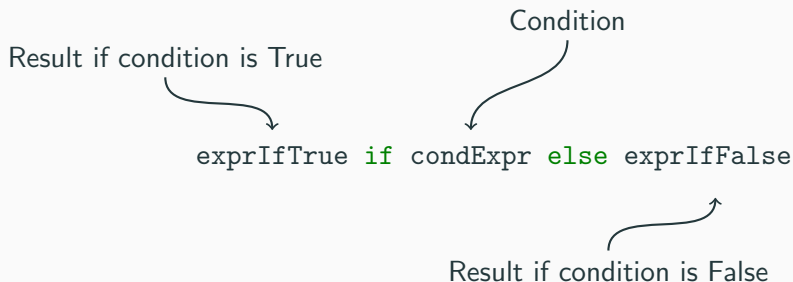 Condition
Result if condition is True
exprIfTrue if condExpr else exprIfFalse
Result if condition is False